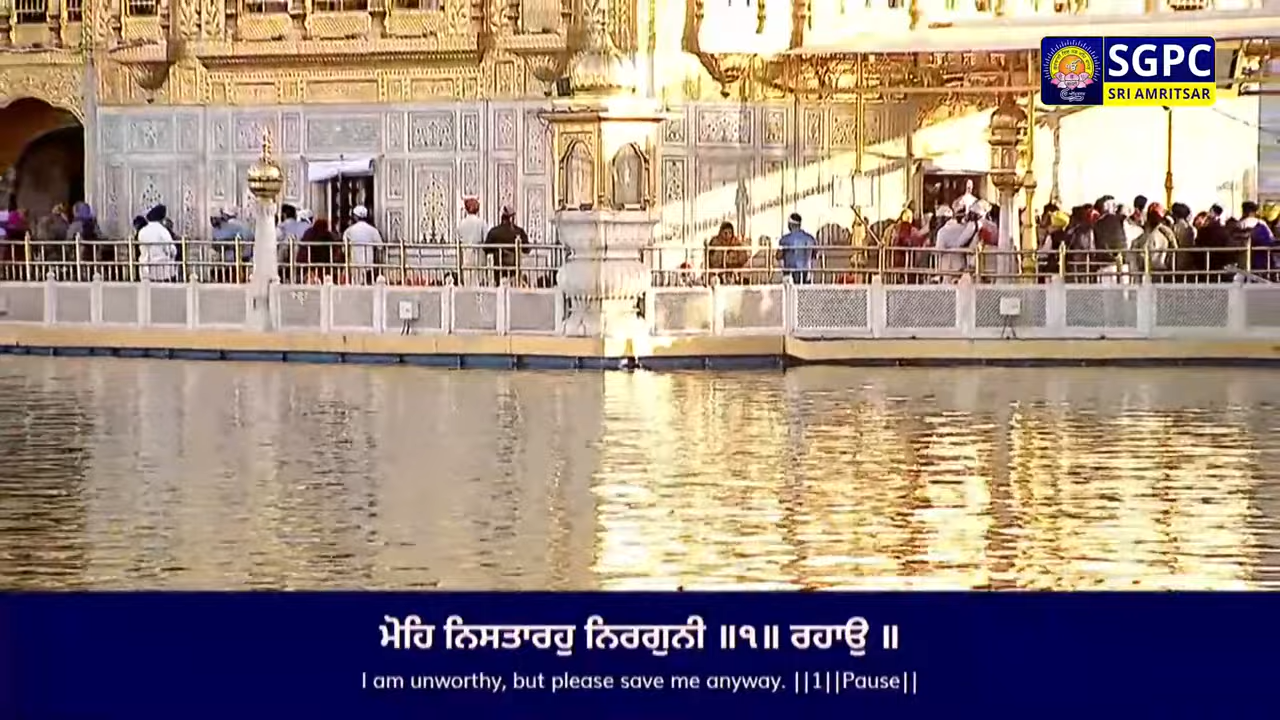 SGPC
SRI AMRITSAR
ਮੋਹਿ ਨਿਸਤਾਰਹੁ ਨਿਰਗੁਨੀ ॥੧॥ ਰਹਾਉ ॥
I am unworthy, but please save me anyway. ||1||Pause||